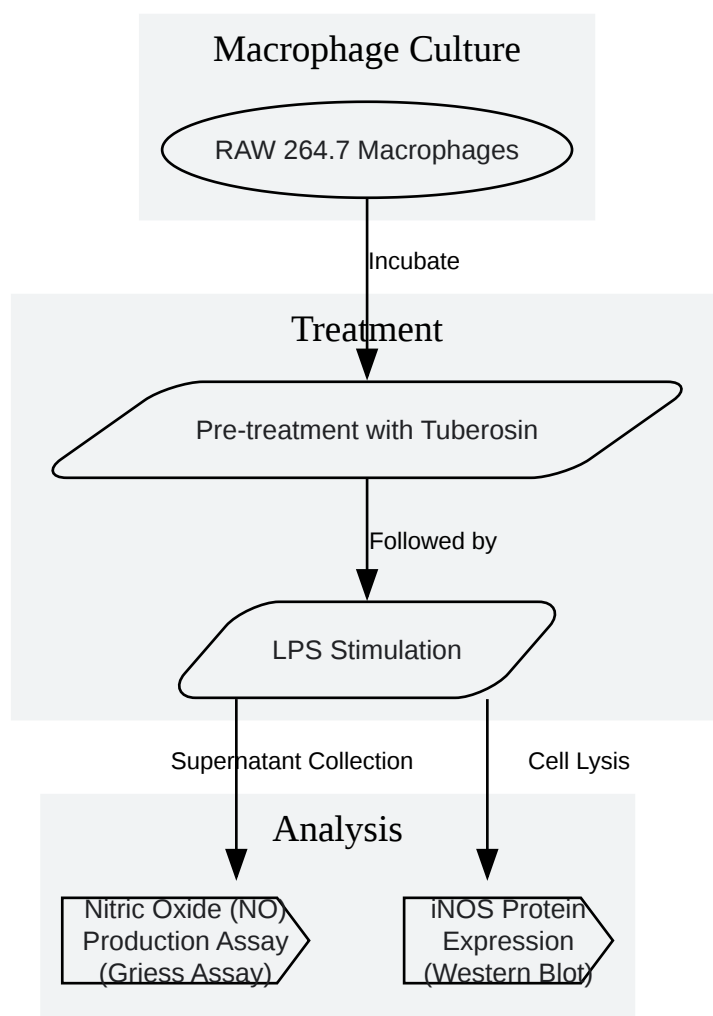 Macrophage Culture
RAW 264.7 Macrophages
Incubate
Treatment
Pre-treatment with Tuberosin
Followed by
LPS Stimulation
Supernatant Collection
Cell Lysis
Analysis
Nitric Oxide (NO)
Production Assay
(Griess Assay)
iNOS Protein
Expression
(Western Blot)